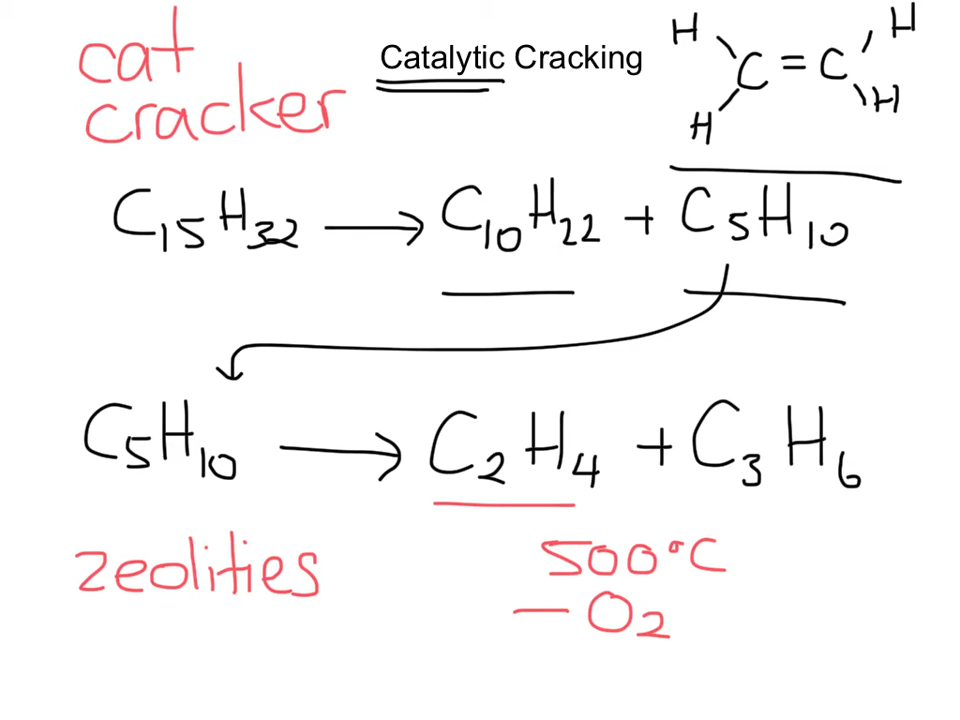 cat
cracker
Catalytic Cracking
H H
C = C
H H
C₁₅H₃₂ → C₁₀H₂₂ + C₅H₁₀
C₅H₁₀ → C₂H₄ + C₃H₆
zeolities
500°C
— O₂